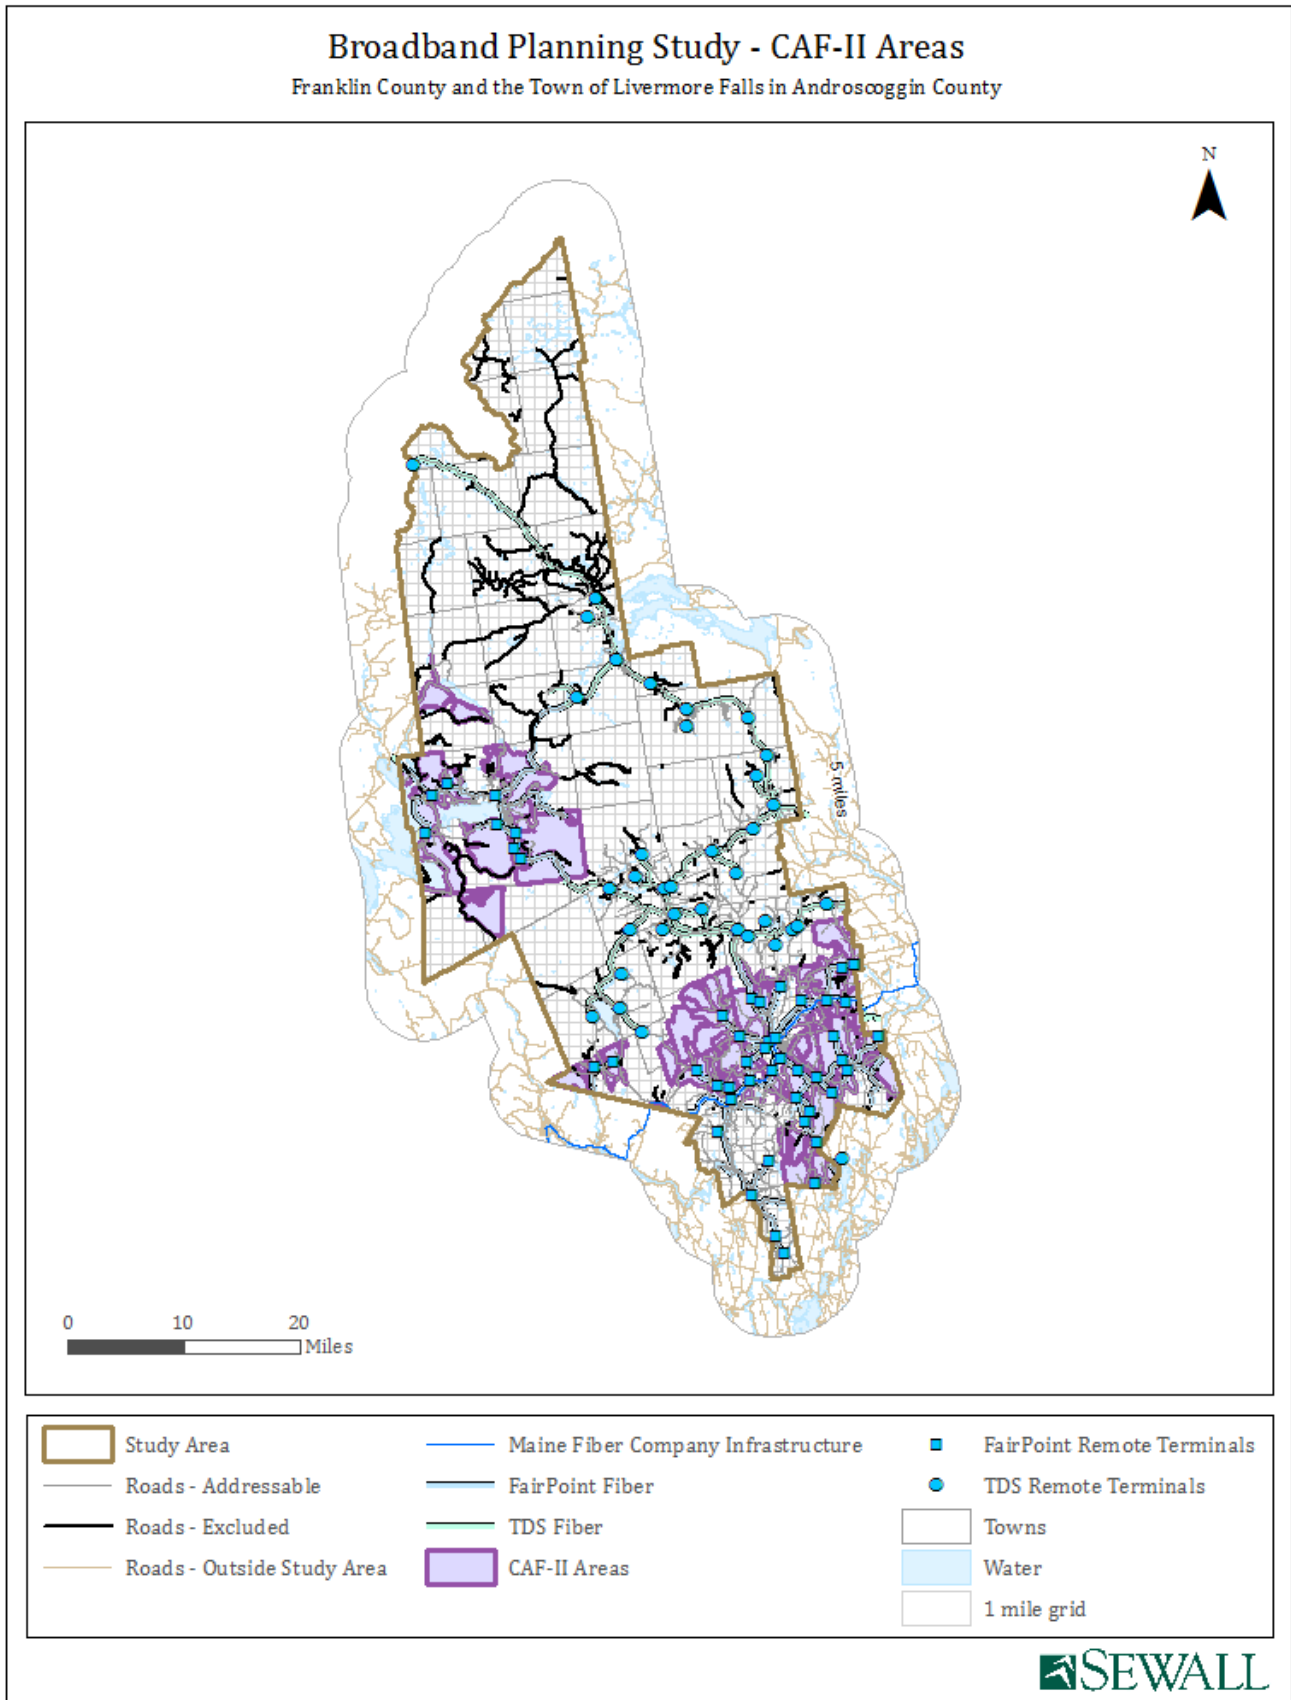 Broadband Planning Study - CAF-II Areas
Franklin County and the Town of Livermore Falls in Androscoggin County
N
5 miles
0 10 20
Miles
Study Area
Roads - Addressable
Roads - Excluded
Roads - Outside Study Area
Maine Fiber Company Infrastructure
FairPoint Fiber
TDS Fiber
CAF-II Areas
FairPoint Remote Terminals
TDS Remote Terminals
Towns
Water
1 mile grid
SEWALL